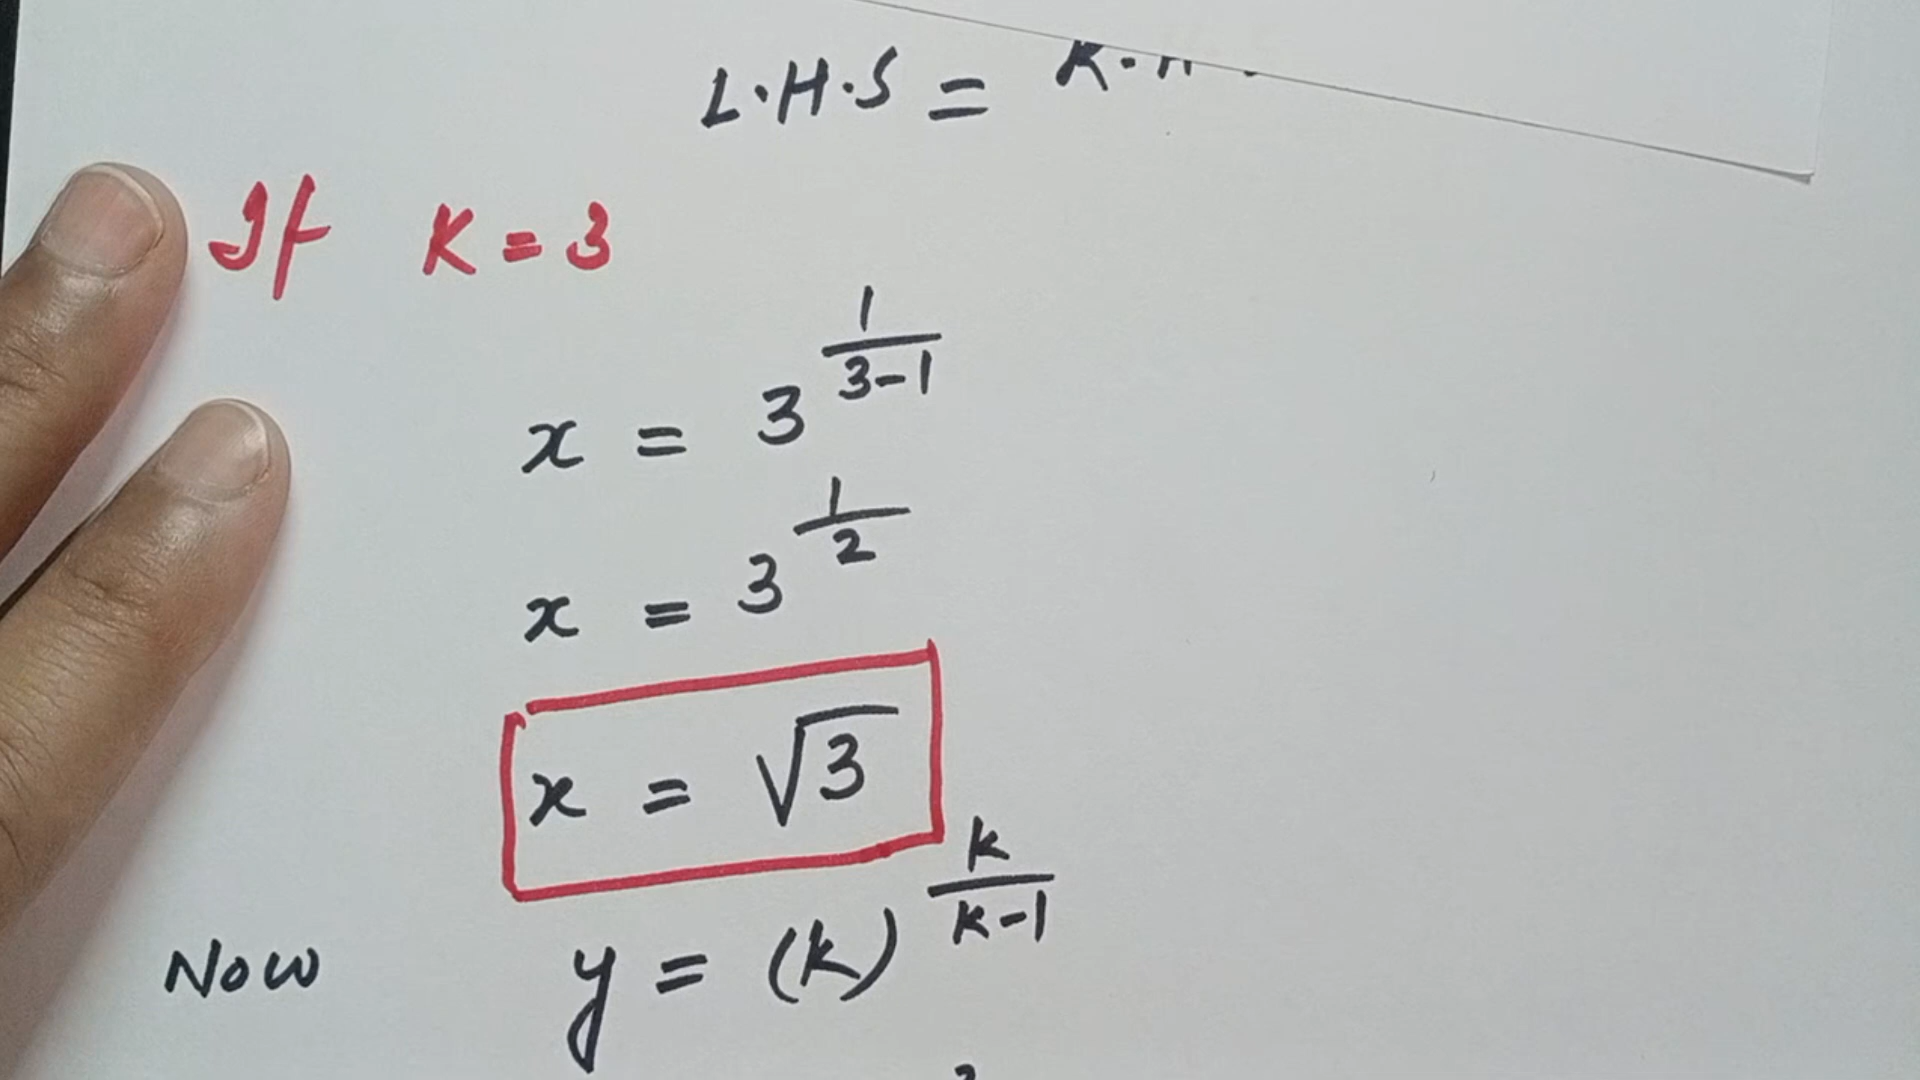 L.H.S =
If K = 3
x = 3^(1/(3-1))
x = 3^(1/2)
x = √3
Now y = (k)^(k/(k-1))